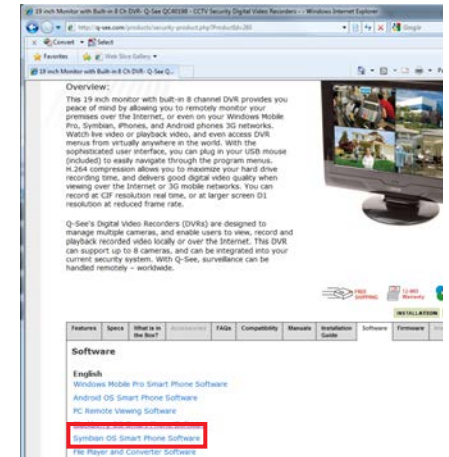 19 inch Monitor with Built-in 8 Ch DVR- Q-See QC40198 - CCTV Security Digital Video Recorders - Windows Internet Explorer
Convert Select
Favorites Web Slice Gallery
19 inch Monitor with Built-in 8 Ch DVR- Q-See Q...
Overview:
This 19 inch monitor with built-in 8 channel DVR provides you
peace of mind by allowing you to remotely monitor your
premises over the Internet, or even on your Windows Mobile
Pro, Symbian, iPhones, and Android phones 3G networks.
Watch live video or playback video, and even access DVR
menus from virtually anywhere in the world. With the
sophisticated user interface, you can plug in your USB mouse
(included) to easily navigate through the program menus.
H.264 compression allows you to maximize your hard drive
recording time, and delivers good digital video quality when
viewing over the Internet or 3G mobile networks. You can
record at CIF resolution real time, or at larger screen D1
resolution at reduced frame rate.
Q-See's Digital Video Recorders (DVRs) are designed to
manage multiple cameras, and enable users to view, record and
playback recorded video locally or over the Internet. This DVR
can support up to 8 cameras, and can be integrated into your
current security system. With Q-See, surveillance can be
handled remotely – worldwide.
FREE SHIPPING
Warranty
INSTALLATION
Features Specs What is in the Box? Accessories FAQs Compatibility Manuals Installation Guide Software Firmware
Software
English
Windows Mobile Pro Smart Phone Software
Android OS Smart Phone Software
PC Remote Viewing Software
Symbian OS Smart Phone Software
File Player and Converter Software